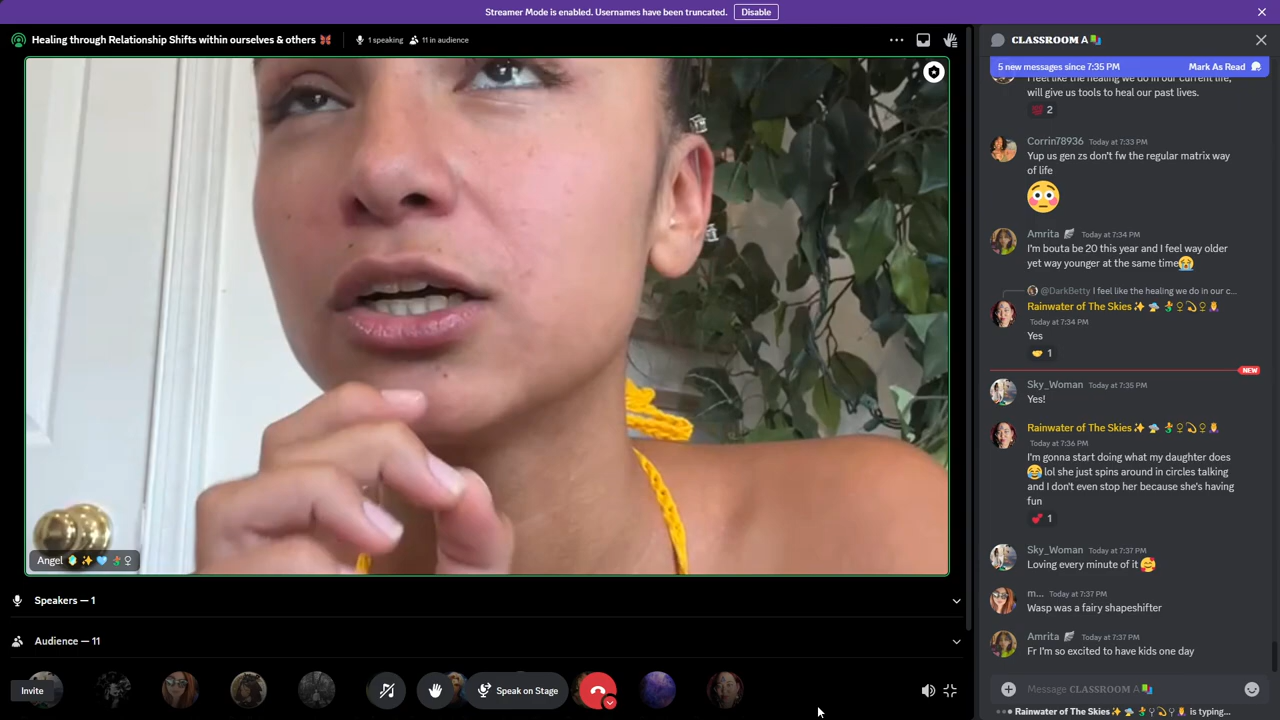 Streamer Mode is enabled. Usernames have been truncated. Disable
Healing through Relationship Shifts within ourselves & others
1 speaking
11 in audience
Angel
Speakers — 1
Audience — 11
Invite
Speak on Stage
CLASSROOM A
5 new messages since 7:35 PM
Mark As Read
I feel like the healing we do in our current life,
will give us tools to heal our past lives.
2
Corrin78936 Today at 7:33 PM
Yup us gen zs don't fw the regular matrix way
of life
Amrita Today at 7:34 PM
I'm bouta be 20 this year and I feel way older
yet way younger at the same time
@DarkBetty I feel like the healing we do in our c...
Rainwater of The Skies
Today at 7:34 PM
Yes
1
NEW
Sky_Woman Today at 7:35 PM
Yes!
Rainwater of The Skies
Today at 7:36 PM
I'm gonna start doing what my daughter does
lol she just spins around in circles talking
and I don't even stop her because she's having
fun
1
Sky_Woman Today at 7:37 PM
Loving every minute of it
m... Today at 7:37 PM
Wasp was a fairy shapeshifter
Amrita Today at 7:37 PM
Fr I'm so excited to have kids one day
Message CLASSROOM A
Rainwater of The Skies is typing...